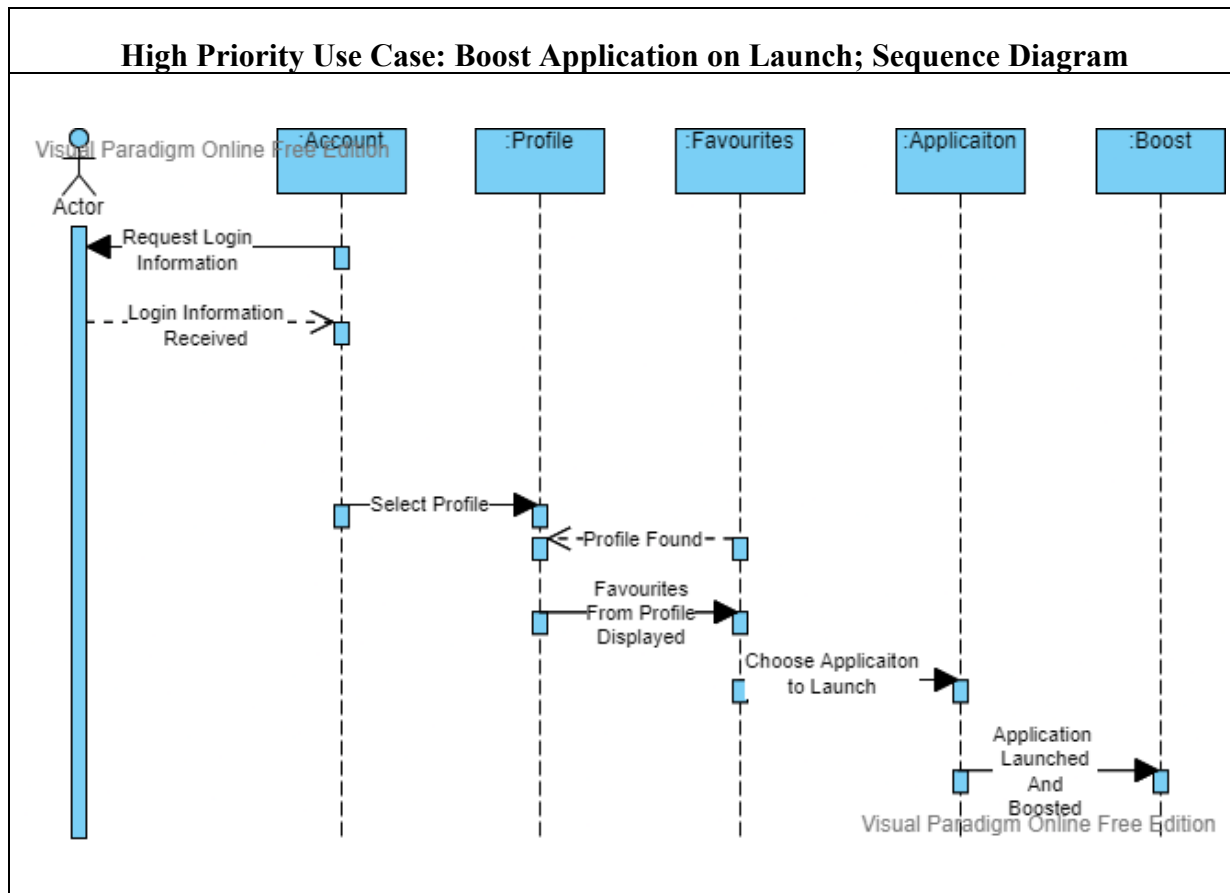 High Priority Use Case: Boost Application on Launch; Sequence Diagram
Visual Paradigm Online Free Edition
Actor
:Account
:Profile
:Favourites
:Applicaiton
:Boost
Request Login
Information
Login Information
Received
Select Profile
Profile Found
Favourites
From Profile
Displayed
Choose Applicaiton
to Launch
Application
Launched
And
Boosted
Visual Paradigm Online Free Edition